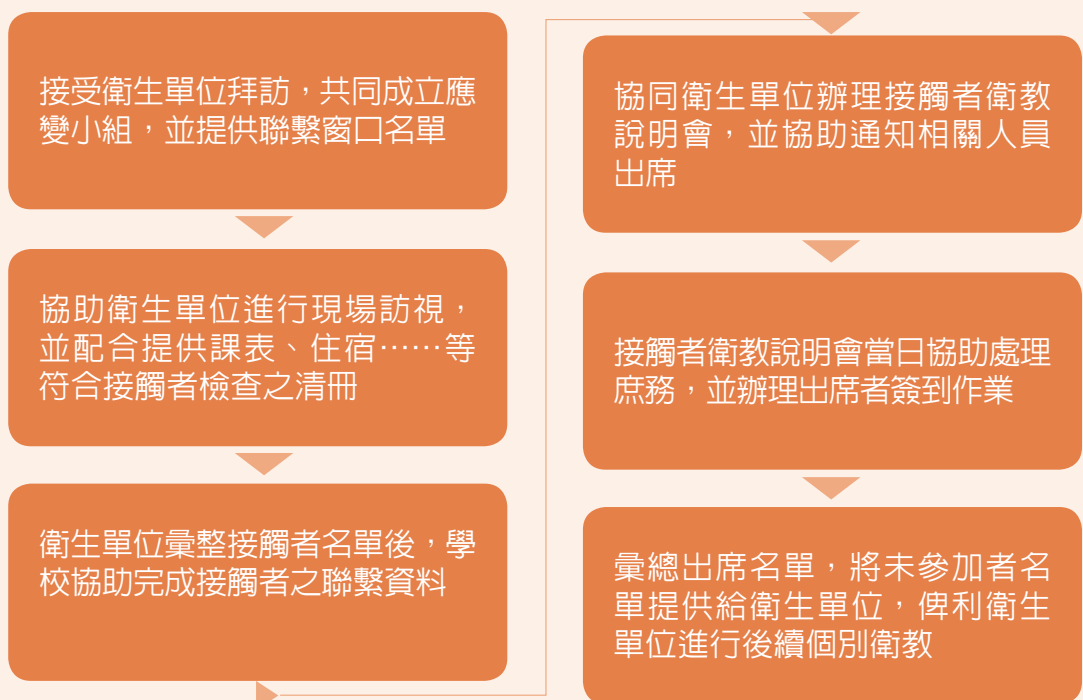 接受衛生單位拜訪，共同成立應
變小組，並提供聯繫窗口名單
協助衛生單位進行現場訪視，
並配合提供課表、住宿……等
符合接觸者檢查之清冊
衛生單位彙整接觸者名單後，學
校協助完成接觸者之聯繫資料
協同衛生單位辦理接觸者衛教
說明會，並協助通知相關人員
出席
接觸者衛教說明會當日協助處理
庶務，並辦理出席者簽到作業
彙總出席名單，將未參加者名
單提供給衛生單位，俾利衛生
單位進行後續個別衛教